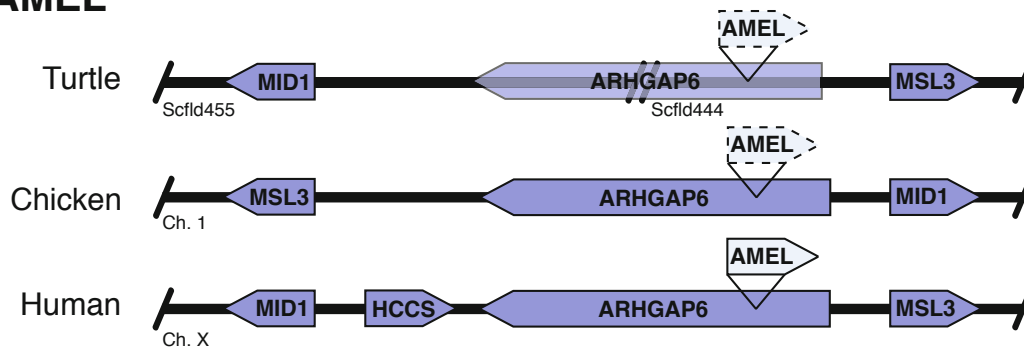 AMEL
AMEL
Turtle MID1 ARHGAP6 MSL3
Scfld455 Scfld444
AMEL
Chicken MSL3 ARHGAP6 MID1
Ch. 1
AMEL
Human MID1 HCCS ARHGAP6 MSL3
Ch. X